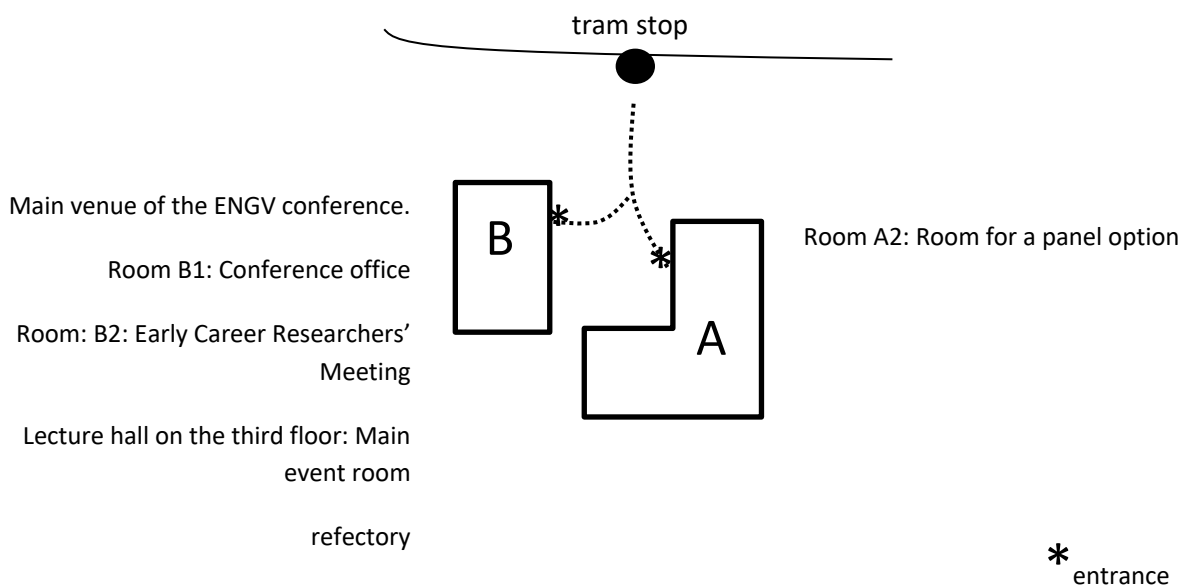 tram stop
Main venue of the ENGV conference.
B
Room A2: Room for a panel option
Room B1: Conference office
Room: B2: Early Career Researchers’
Meeting
A
Lecture hall on the third floor: Main
event room
refectory
* entrance